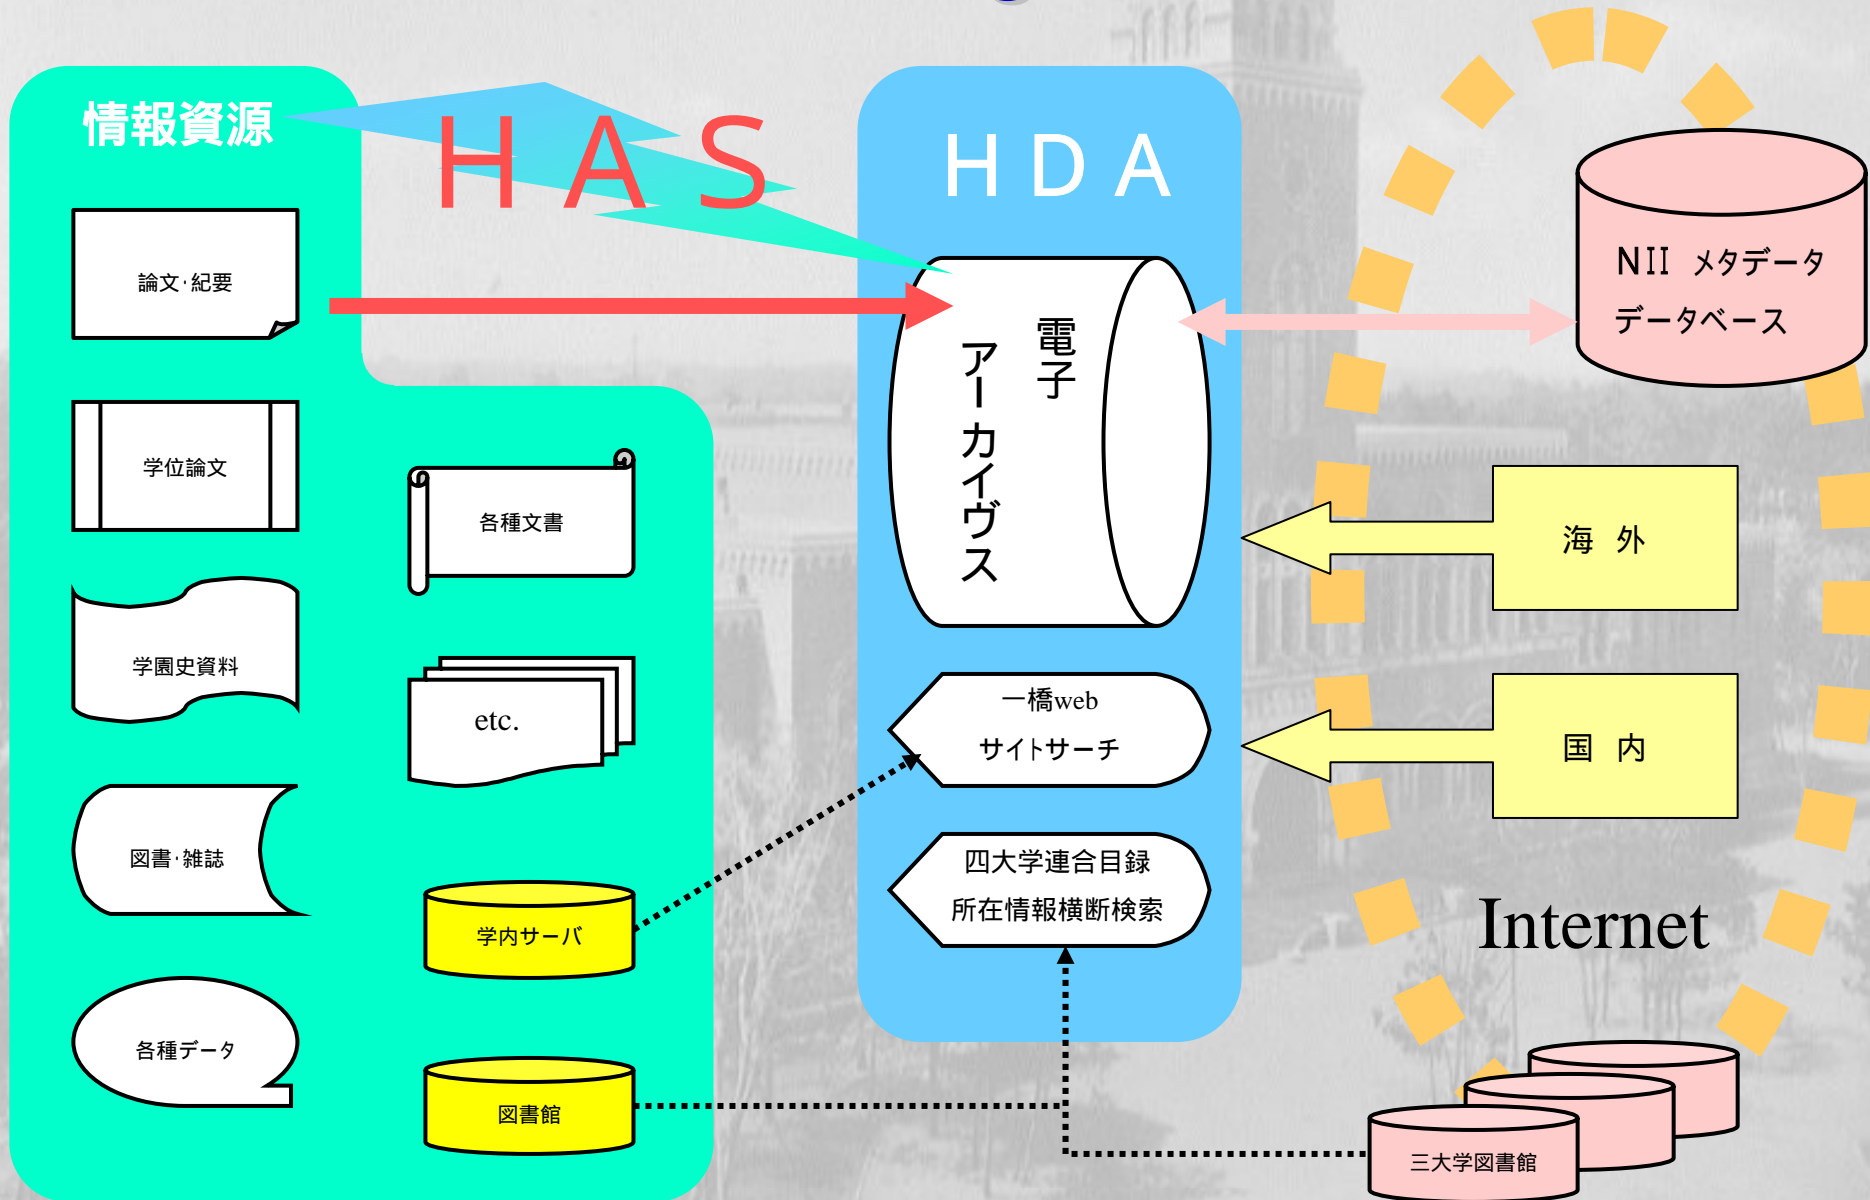 情報資源
HAS
HDA
論文・紀要
学位論文
学園史資料
図書・雑誌
各種データ
各種文書
etc.
学内サーバ
図書館
電子
アーカイヴス
一橋web
サイトサーチ
四大学連合目録
所在情報横断検索
NII メタデータ
データベース
海外
国内
Internet
三大学図書館